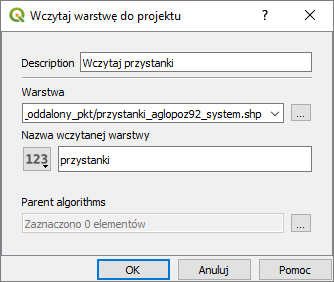 Wczytaj warstwę do projektu
Description Wczytaj przystanki
Warstwa
_oddalony_pkt/przystanki_aglopoz92_system.shp ...
Nazwa wczytanej warstwy
123 przystanki
Parent algorithms
Zaznaczono 0 elementów ...
OK Anuluj Pomoc